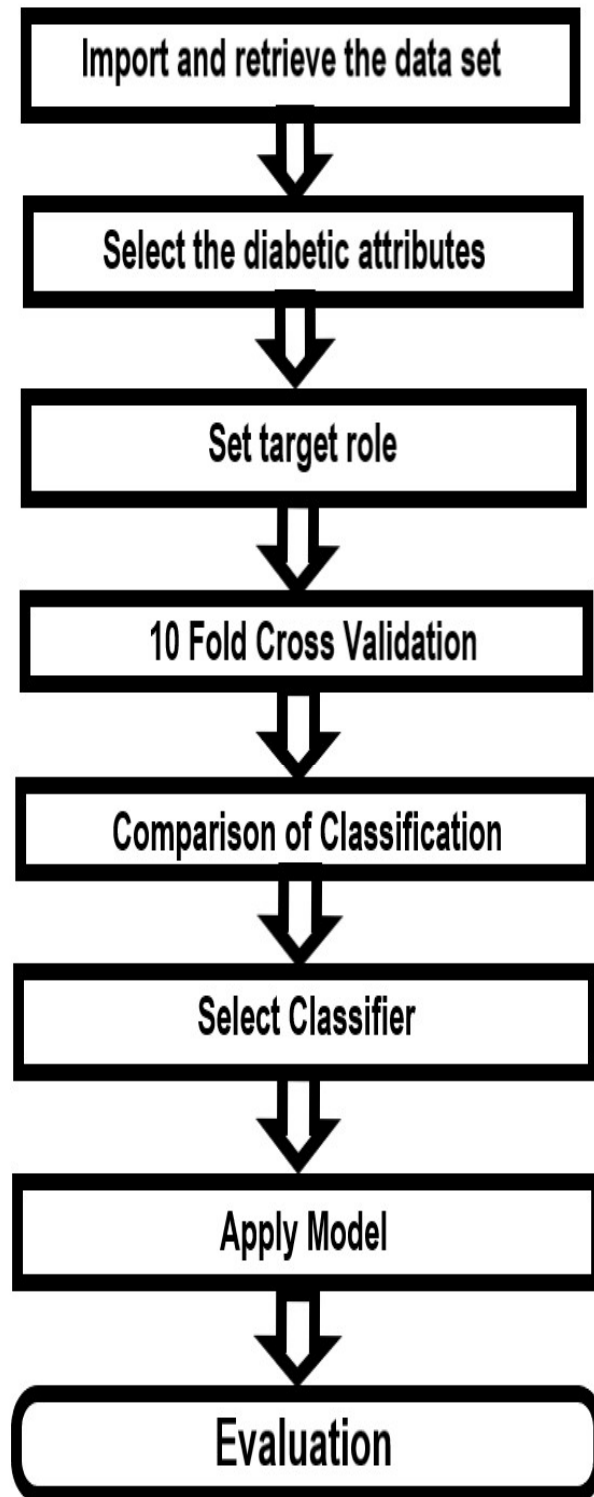 Import and retrieve the data set
Select the diabetic attributes
Set target role
10 Fold Cross Validation
Comparison of Classification
Select Classifier
Apply Model
Evaluation